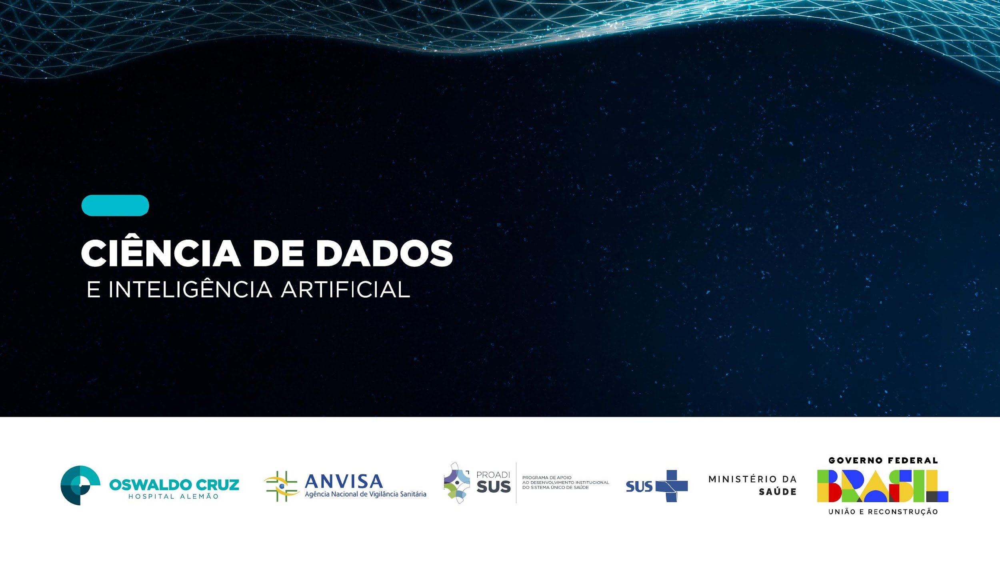 CIÊNCIA DE DADOS
E INTELIGÊNCIA ARTIFICIAL
OSWALDO CRUZ
HOSPITAL ALEMÃO
ANVISA
Agência Nacional de Vigilância Sanitária
PROADI
SUS
PROGRAMA DE APOIO
AO DESENVOLVIMENTO INSTITUCIONAL
DO SISTEMA ÚNICO DE SAÚDE
SUS
MINISTÉRIO DA
SAÚDE
GOVERNO FEDERAL
BRASIL
UNIÃO E RECONSTRUÇÃO